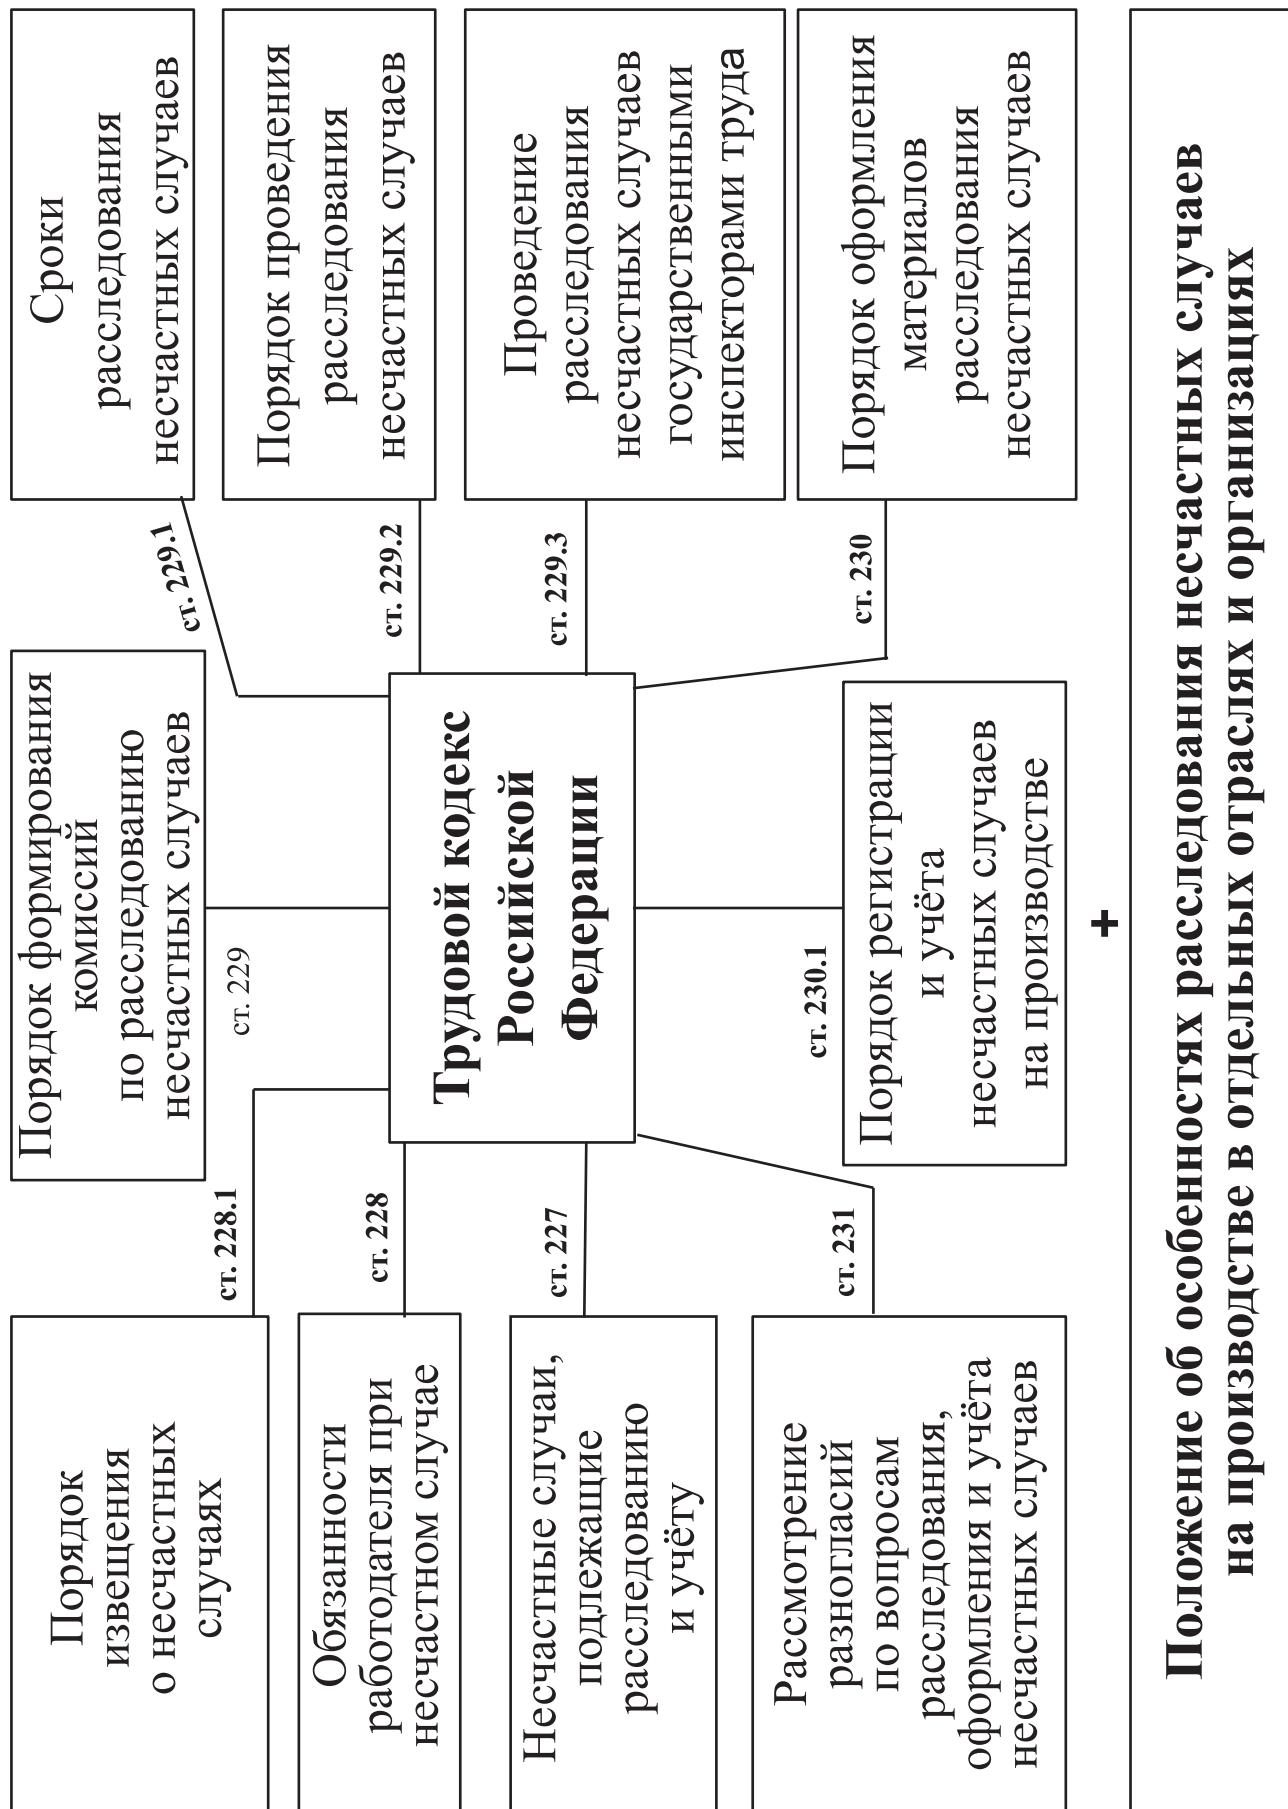 Порядок
извещения
о несчастных
случаях
ст. 228.1
Порядок формирования
комиссий
по расследованию
несчастных случаев
ст. 229
Сроки
расследования
несчастных случаев
ст. 229.1
Обязанности
работодателя при
несчастном случае
ст. 228
Трудовой кодекс
Российской
Федерации
Порядок проведения
расследования
несчастных случаев
ст. 229.2
Несчастные случаи,
подлежащие
расследованию
и учёту
ст. 227
Проведение
расследования
несчастных случаев
государственными
инспекторами труда
ст. 229.3
Рассмотрение
разногласий
по вопросам
расследования,
оформления и учёта
несчастных случаев
ст. 231
Порядок регистрации
и учёта
несчастных случаев
на производстве
ст. 230.1
Порядок оформления
материалов
расследования
несчастных случаев
ст. 230
+
Положение об особенностях расследования несчастных случаев
на производстве в отдельных отраслях и организациях